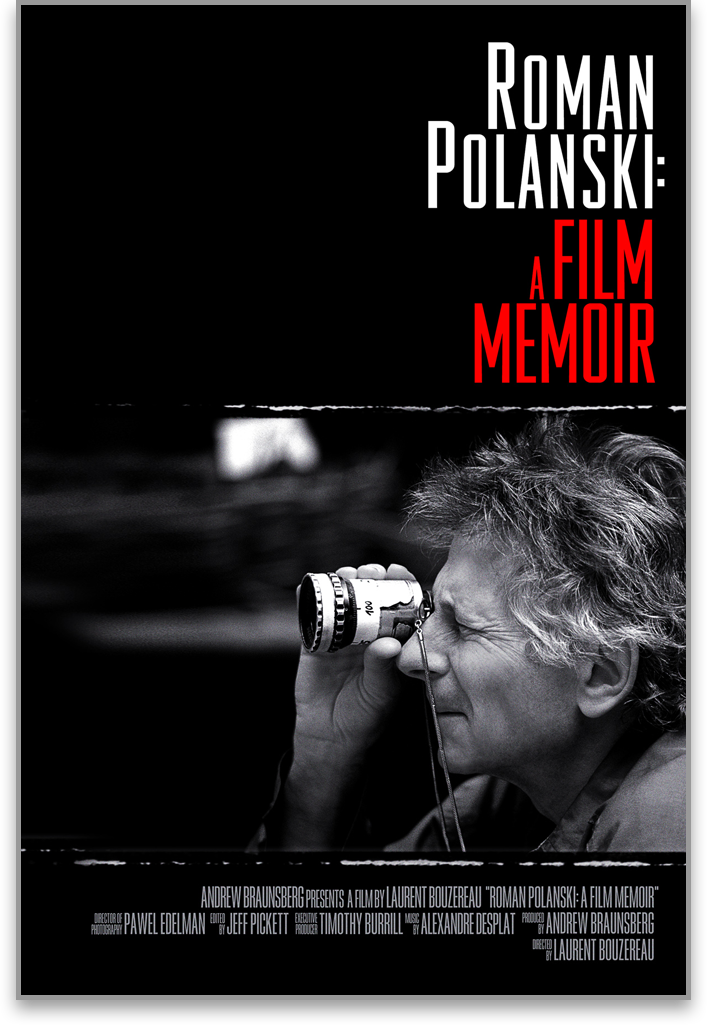 ROMAN
POLANSKI:
A FILM
MEMOIR
100
ANDREW BRAUNSBERG PRESENTS A FILM BY LAURENT BOUZEREAU "ROMAN POLANSKI: A FILM MEMOIR"
DIRECTOR OF PHOTOGRAPHY PAWEL EDELMAN EDITED BY JEFF PICKETT EXECUTIVE PRODUCER TIMOTHY BURRILL MUSIC BY ALEXANDRE DESPLAT PRODUCED BY ANDREW BRAUNSBERG
DIRECTED BY LAURENT BOUZEREAU